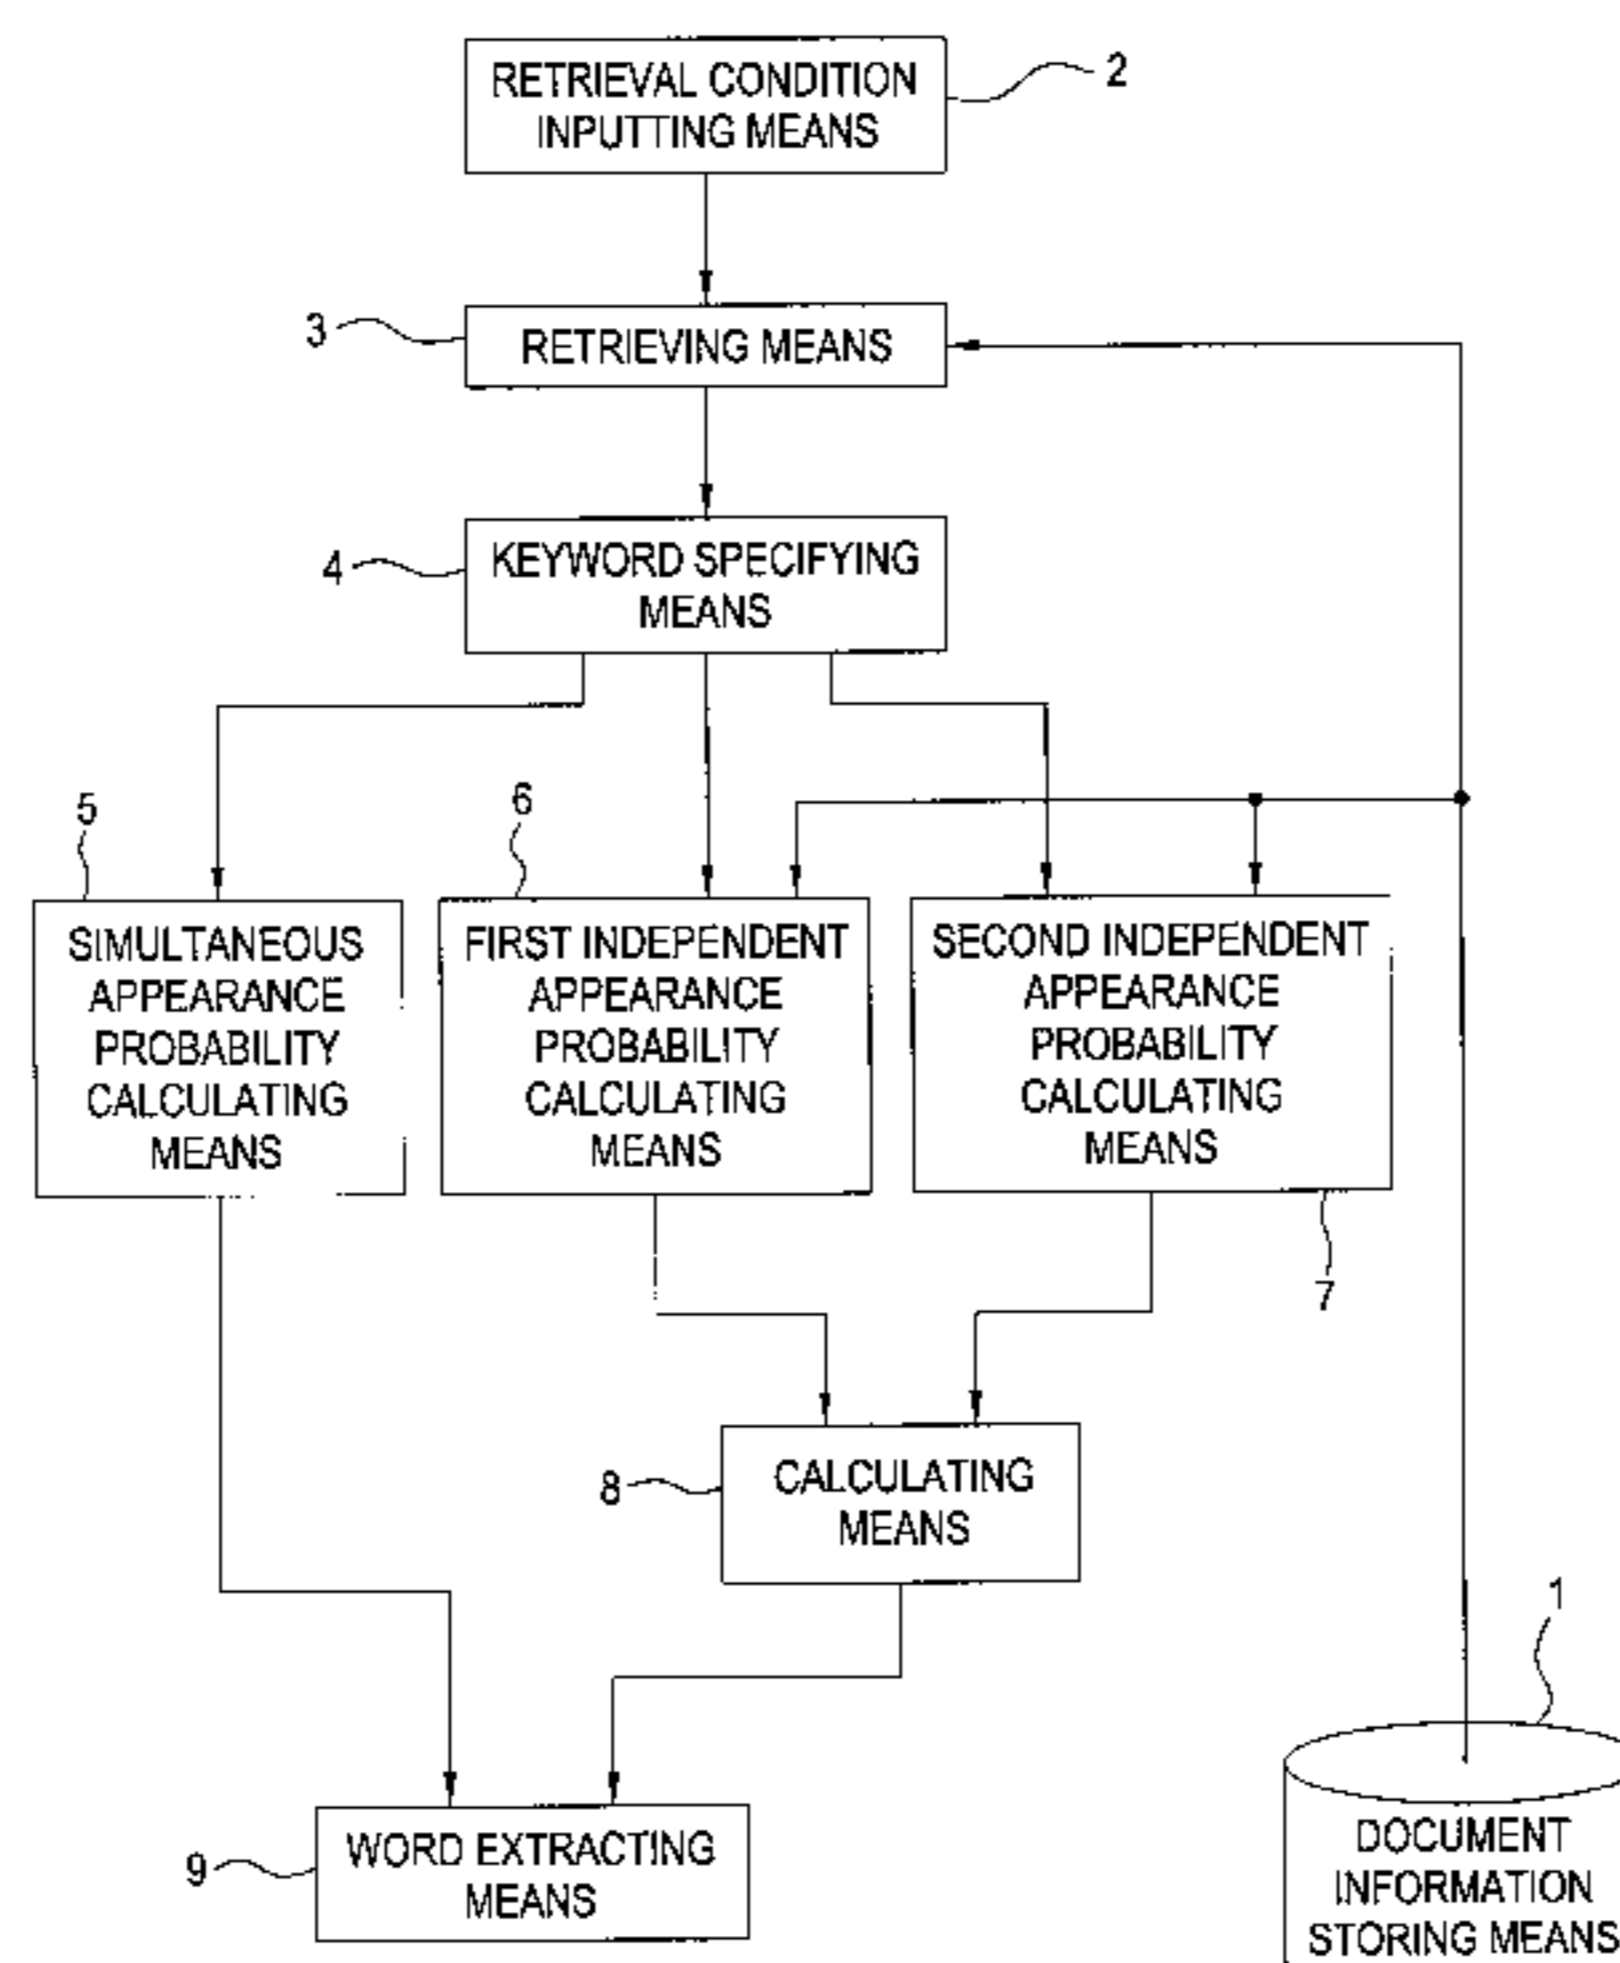 RETRIEVAL CONDITION
INPUTTING MEANS
2
3
RETRIEVING MEANS
4
KEYWORD SPECIFYING
MEANS
5
SIMULTANEOUS
APPEARANCE
PROBABILITY
CALCULATING
MEANS
6
FIRST INDEPENDENT
APPEARANCE
PROBABILITY
CALCULATING
MEANS
SECOND INDEPENDENT
APPEARANCE
PROBABILITY
CALCULATING
MEANS
7
8
CALCULATING
MEANS
9
WORD EXTRACTING
MEANS
1
DOCUMENT
INFORMATION
STORING MEANS